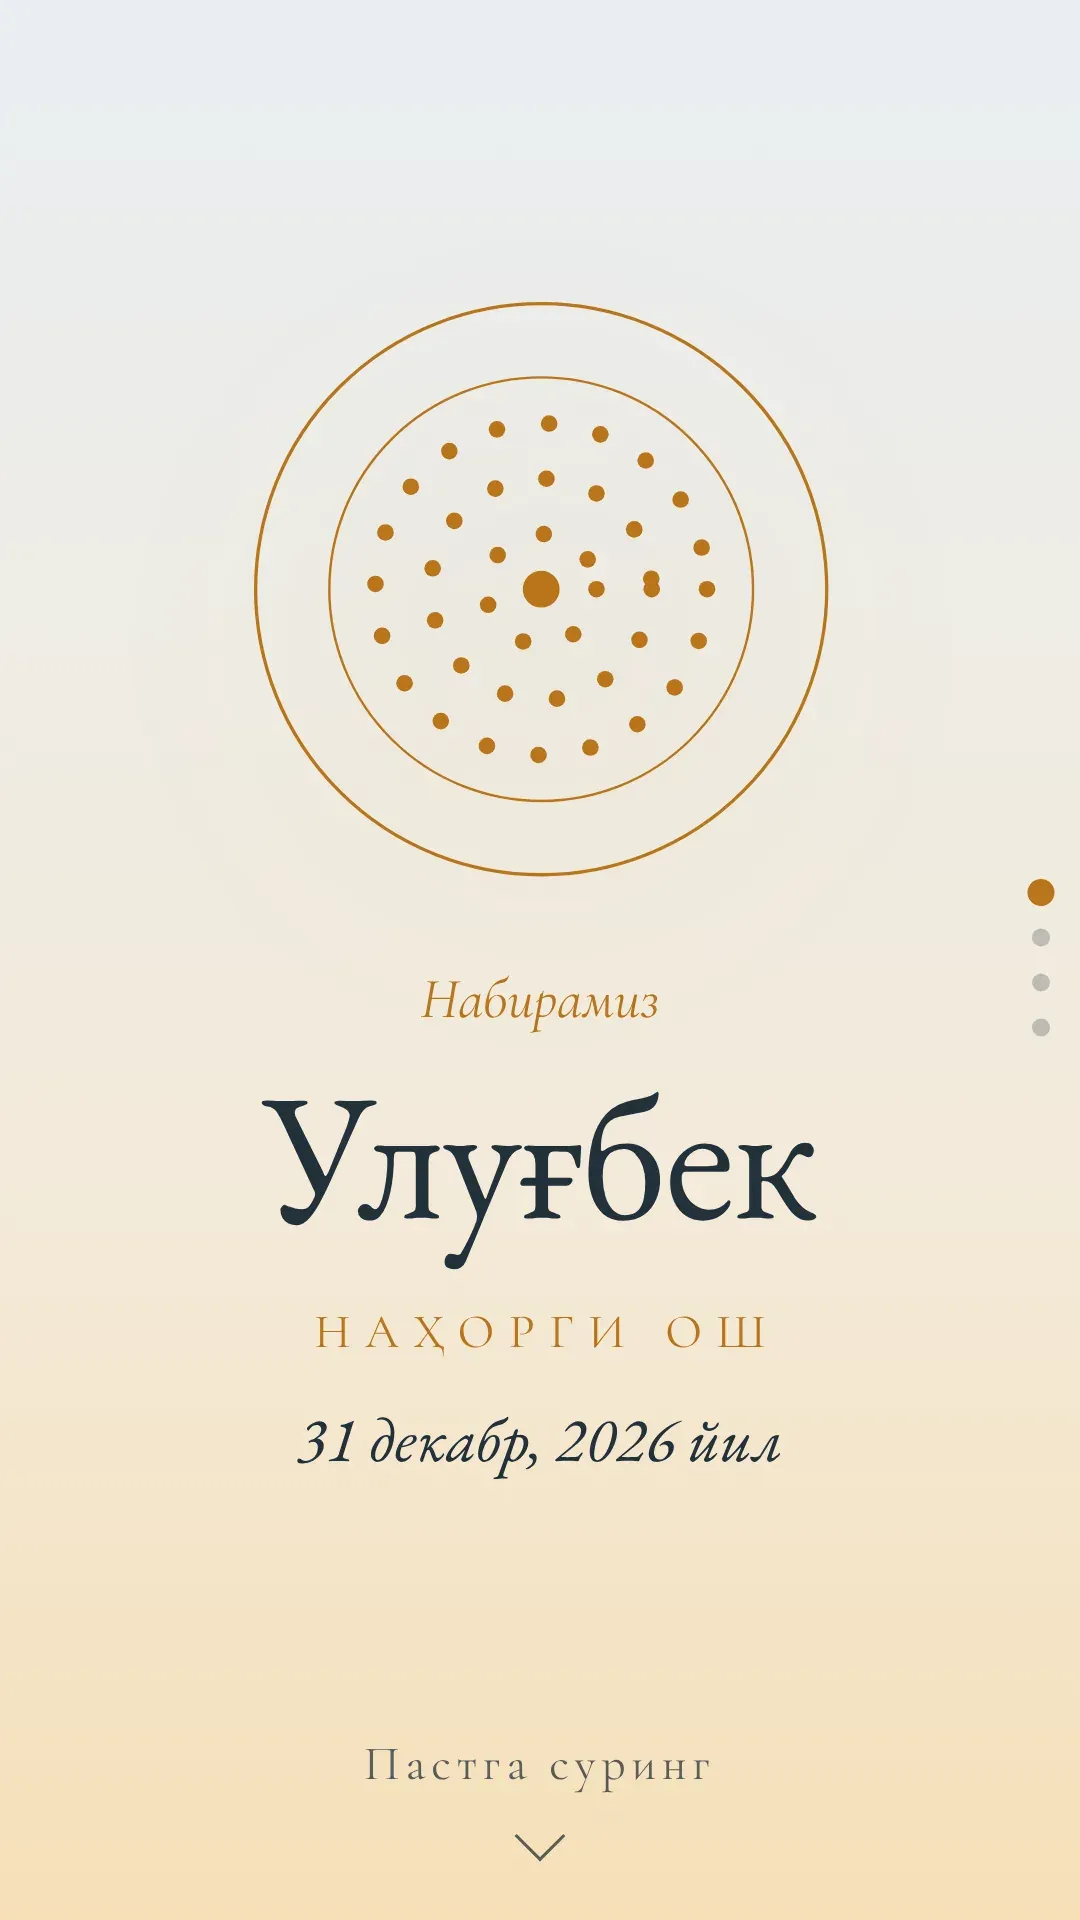 Набирамиз
Улуғбек
НАҲОРГИ ОШ
31 декабр, 2026 йил
Пастга суринг